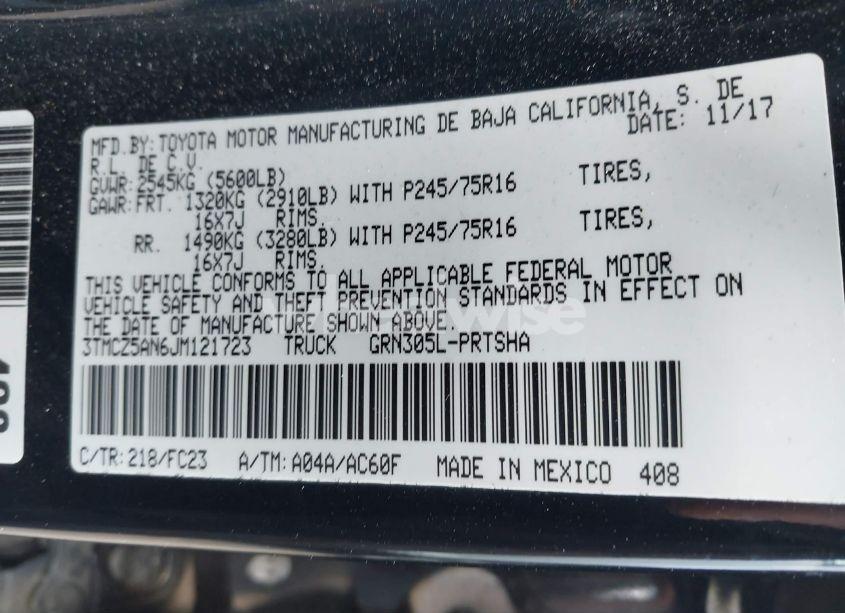 MFD.BY:TOYOTA MOTOR MANUFACTURING DE BAJA CALIFORNIA, S. DE
R.L. DE C.V. DATE: 11/17
GVWR:2545KG (5600LB)
GAWR:FRT. 1320KG (2910LB) WITH P245/75R16 TIRES,
16X7J RIMS.
RR. 1490KG (3280LB) WITH P245/75R16 TIRES,
16X7J RIMS.
THIS VEHICLE CONFORMS TO ALL APPLICABLE FEDERAL MOTOR
VEHICLE SAFETY AND THEFT PREVENTION STANDARDS IN EFFECT ON
THE DATE OF MANUFACTURE SHOWN ABOVE.
3TMCZ5AN6JM121723 TRUCK GRN305L-PRTSHA
C/TR:218/FC23 A/TM:A04A/AC60F MADE IN MEXICO 408